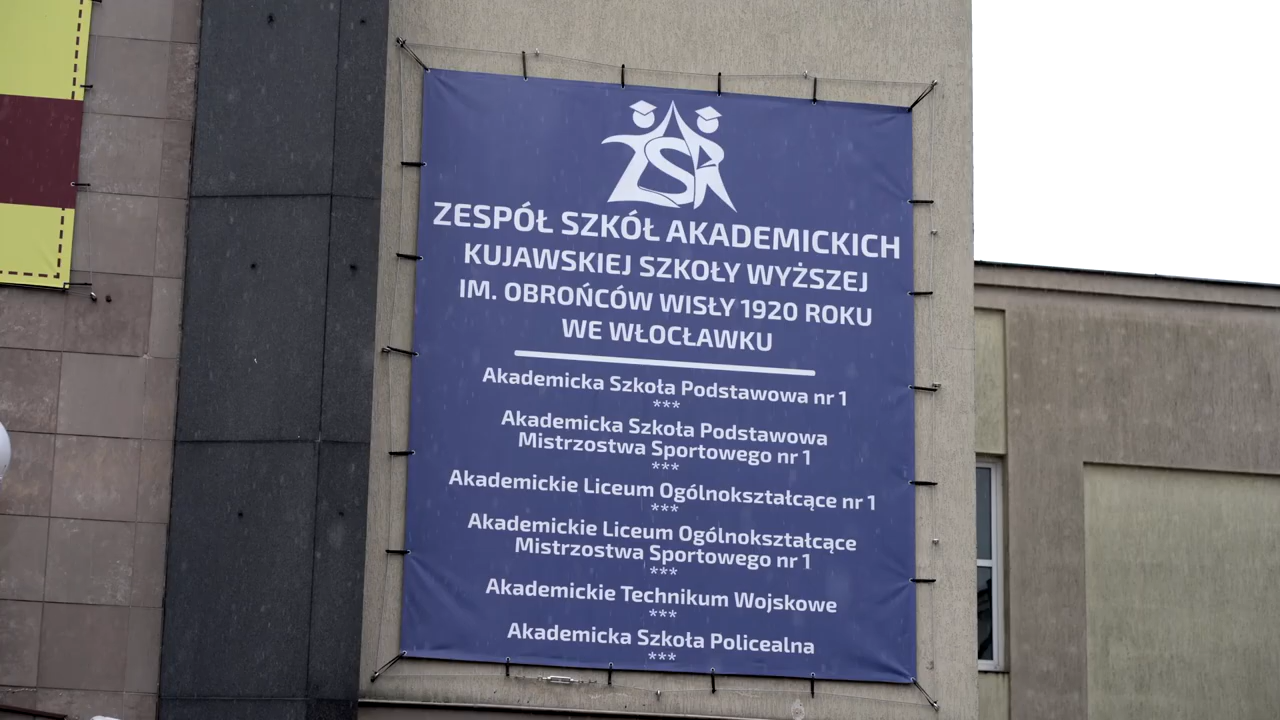 ZSA
ZESPÓŁ SZKÓŁ AKADEMICKICH
KUJAWSKIEJ SZKOŁY WYŻSZEJ
IM. OBROŃCÓW WISŁY 1920 ROKU
WE WŁOCŁAWKU
Akademicka Szkoła Podstawowa nr 1
***
Akademicka Szkoła Podstawowa
Mistrzostwa Sportowego nr 1
***
Akademickie Liceum Ogólnokształcące nr 1
***
Akademickie Liceum Ogólnokształcące
Mistrzostwa Sportowego nr 1
***
Akademickie Technikum Wojskowe
***
Akademicka Szkoła Policealna
***